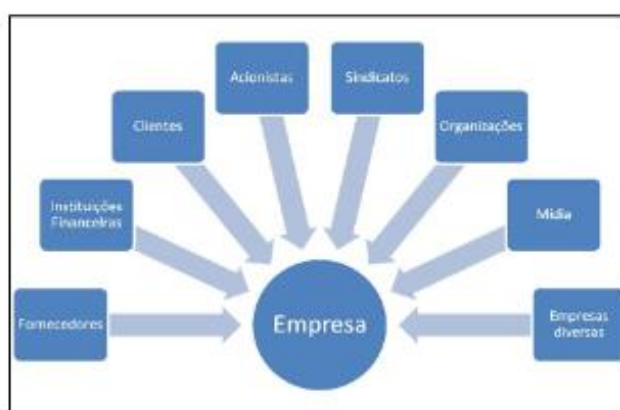 Acionistas
Sindicatos
Clientes
Organizações
Instituições
Financeiras
Mídia
Fornecedores
Empresa
Empresas
diversas